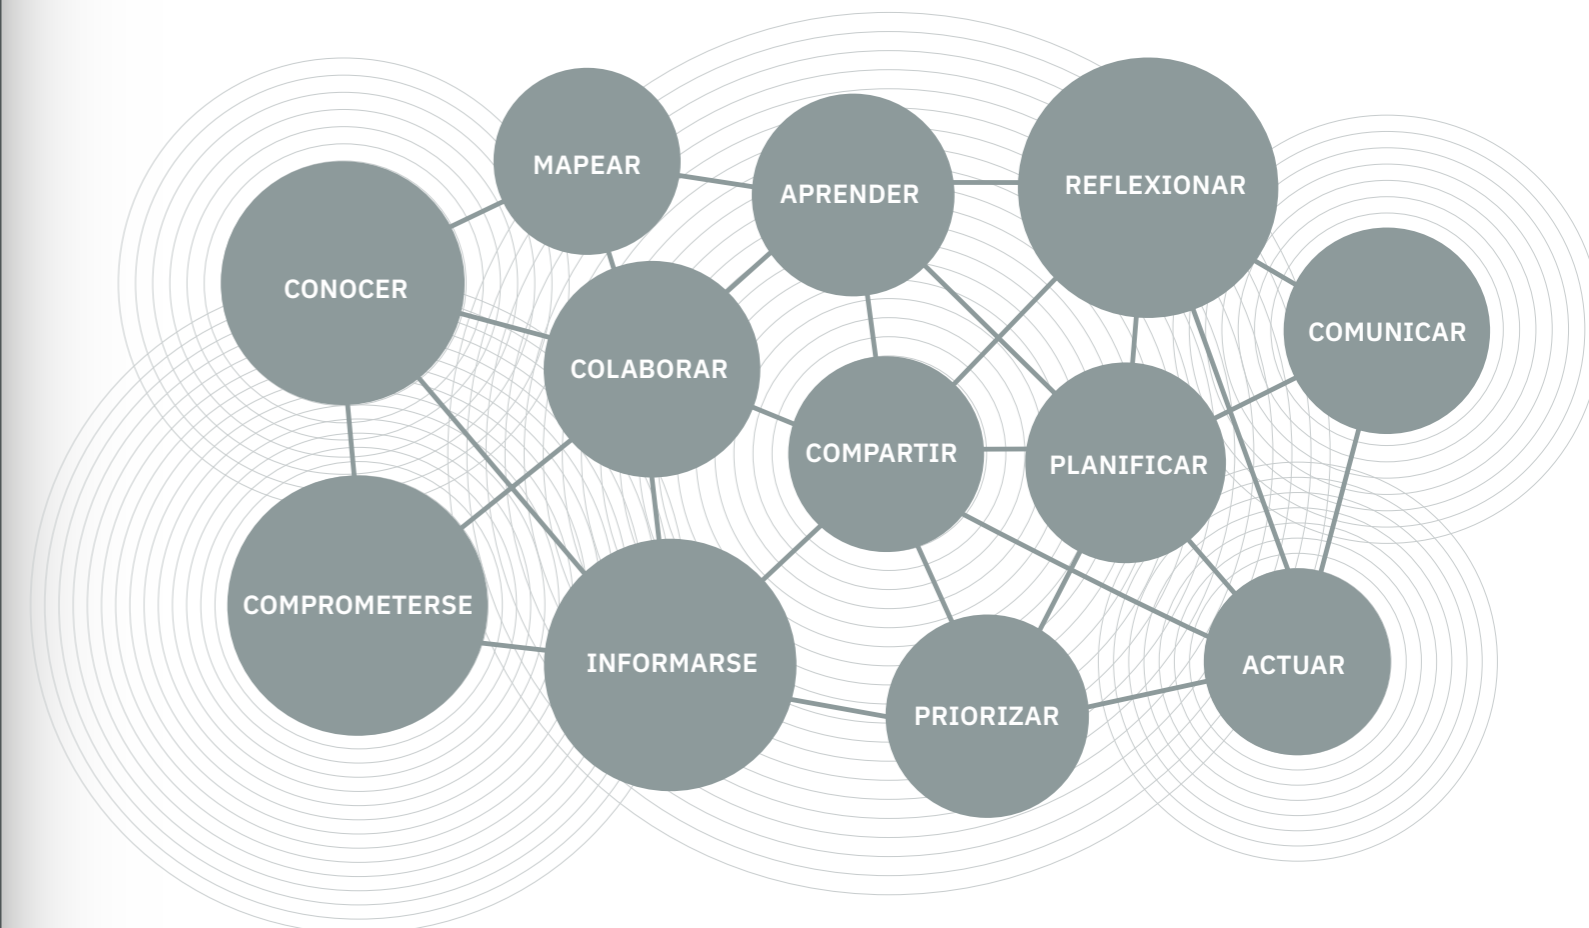 MAPEAR
APRENDER
REFLEXIONAR
CONOCER
COMUNICAR
COLABORAR
COMPARTIR
PLANIFICAR
COMPROMETERSE
INFORMARSE
ACTUAR
PRIORIZAR